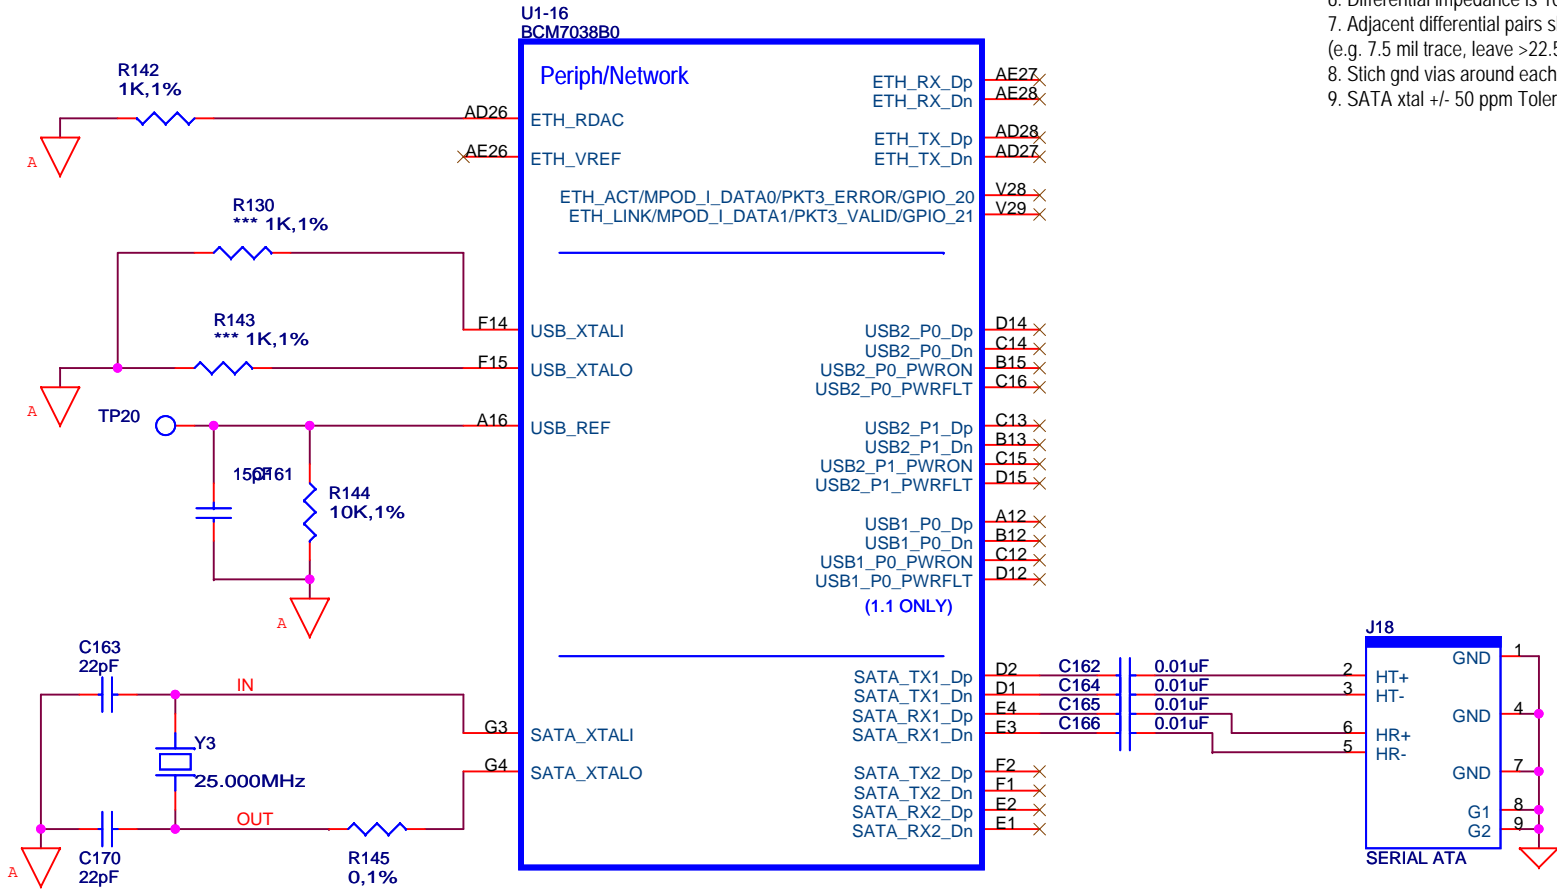 U1-16
BCM7038B0
Periph/Network
7. Adjacent differential pairs
(e.g. 7.5 mil trace, leave
8. Stich gnd vias around each
9. SATA xtal +/- 50 ppm
R142
1K,1%
A
AD26
ETH_RDAC
AE26
ETH_VREF
ETH_RX_Dp
AE27
ETH_RX_Dn
AE28
ETH_TX_Dp
AD28
ETH_TX_Dn
AD27
ETH_ACT/MPOD_I_DATA0/PKT3_ERROR/GPIO_20
V28
ETH_LINK/MPOD_I_DATA1/PKT3_VALID/GPIO_21
V29
R130
*** 1K,1%
R143
*** 1K,1%
A
F14
USB_XTALI
F15
USB_XTALO
TP20
A16
USB_REF
15pF
R144
10K,1%
A
USB2_P0_Dp
D14
USB2_P0_Dn
C14
USB2_P0_PWRON
B15
USB2_P0_PWRFLT
C16
USB2_P1_Dp
C13
USB2_P1_Dn
B13
USB2_P1_PWRON
C15
USB2_P1_PWRFLT
D15
USB1_P0_Dp
A12
USB1_P0_Dn
B12
USB1_P0_PWRON
C12
USB1_P0_PWRFLT
D12
(1.1 ONLY)
C163
22pF
IN
Y3
25.000MHz
OUT
C170
22pF
A
R145
0,1%
G3
SATA_XTALI
G4
SATA_XTALO
SATA_TX1_Dp
D2
C162
0.01uF
SATA_TX1_Dn
D1
C164
0.01uF
SATA_RX1_Dp
E4
C165
0.01uF
SATA_RX1_Dn
E3
C166
0.01uF
SATA_TX2_Dp
F2
SATA_TX2_Dn
F1
SATA_RX2_Dp
E2
SATA_RX2_Dn
E1
J18
2
HT+
3
HT-
6
HR+
5
HR-
GND
1
GND
4
GND
7
G1
8
G2
9
SERIAL ATA